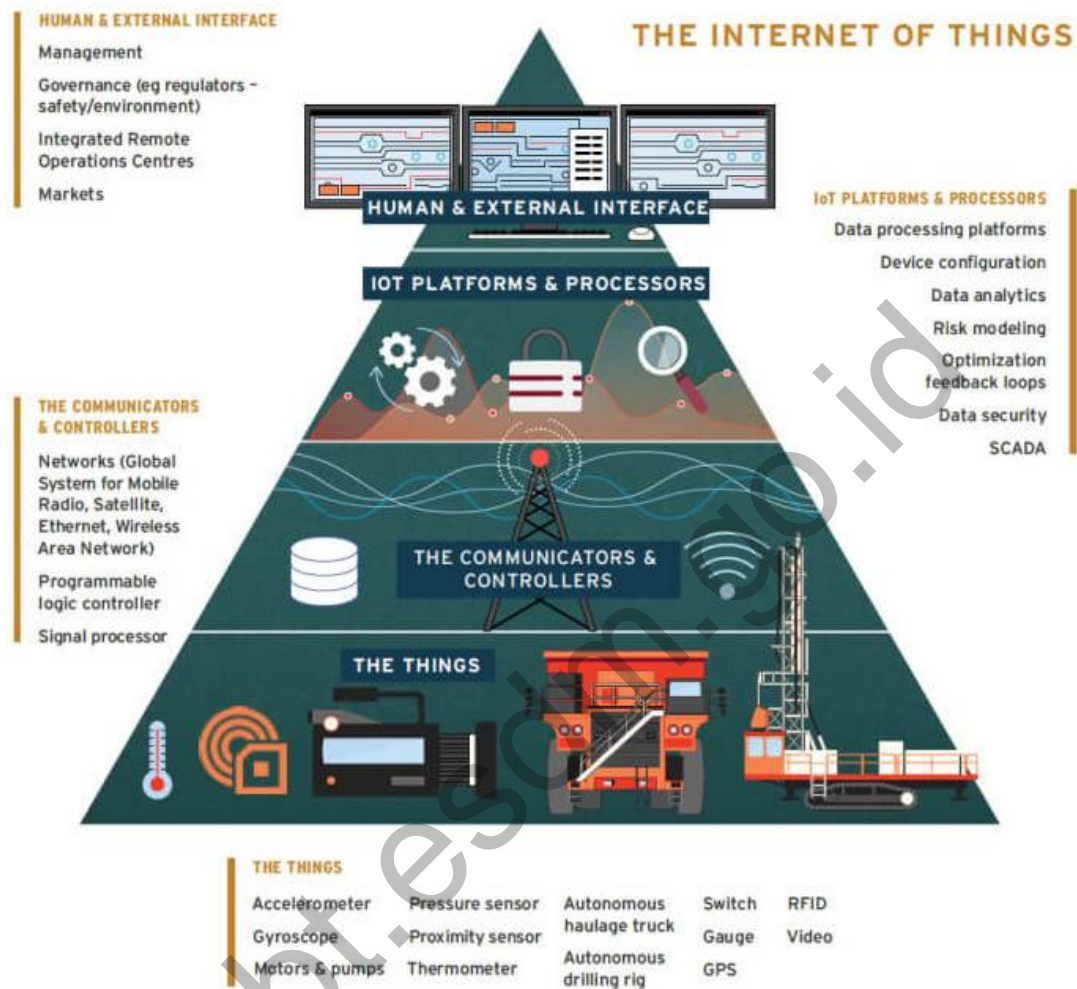 THE INTERNET OF THINGS
HUMAN & EXTERNAL INTERFACE
Management
Governance (eg regulators –
safety/environment)
Integrated Remote
Operations Centres
Markets
HUMAN & EXTERNAL INTERFACE
IoT PLATFORMS & PROCESSORS
Data processing platforms
Device configuration
Data analytics
Risk modeling
Optimization
feedback loops
Data security
SCADA
IOT PLATFORMS & PROCESSORS
THE COMMUNICATORS
& CONTROLLERS
Networks (Global
System for Mobile
Radio, Satellite,
Ethernet, Wireless
Area Network)
Programmable
logic controller
Signal processor
THE COMMUNICATORS &
CONTROLLERS
THE THINGS
THE THINGS
Accelerometer
Gyroscope
Motors & pumps
Pressure sensor
Proximity sensor
Thermometer
Autonomous
haulage truck
Autonomous
drilling rig
Switch
Gauge
GPS
RFID
Video
bt.esdm.go.id